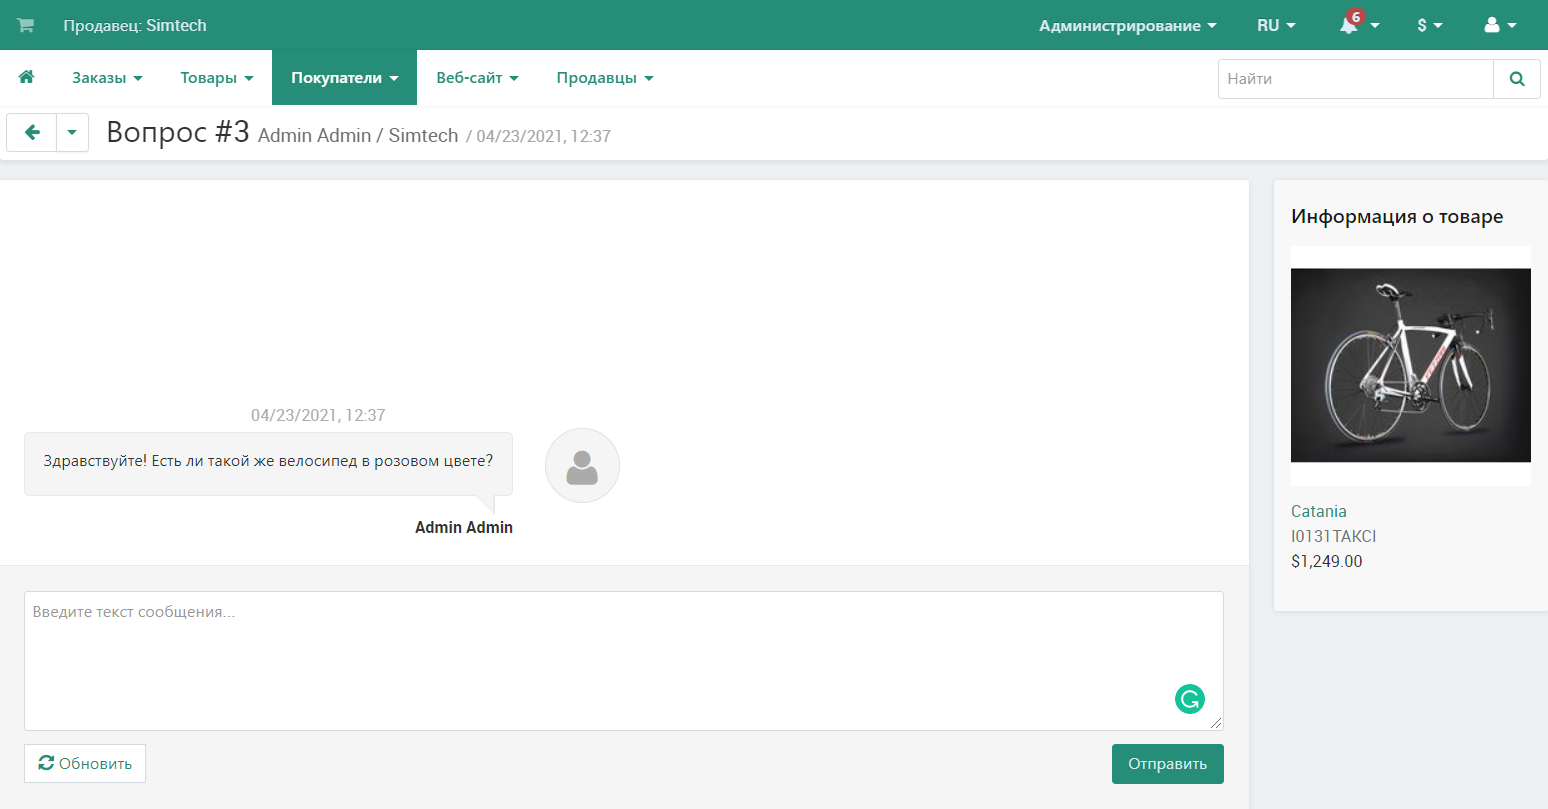 Продавец: Simtech Администрирование RU 6 $
Заказы Товары Покупатели Веб-сайт Продавцы Найти
Вопрос #3 Admin Admin / Simtech / 04/23/2021, 12:37
04/23/2021, 12:37
Здравствуйте! Есть ли такой же велосипед в розовом цвете?
Admin Admin
Введите текст сообщения...
Обновить Отправить
Информация о товаре
Catania
I0131TAKCI
$1,249.00